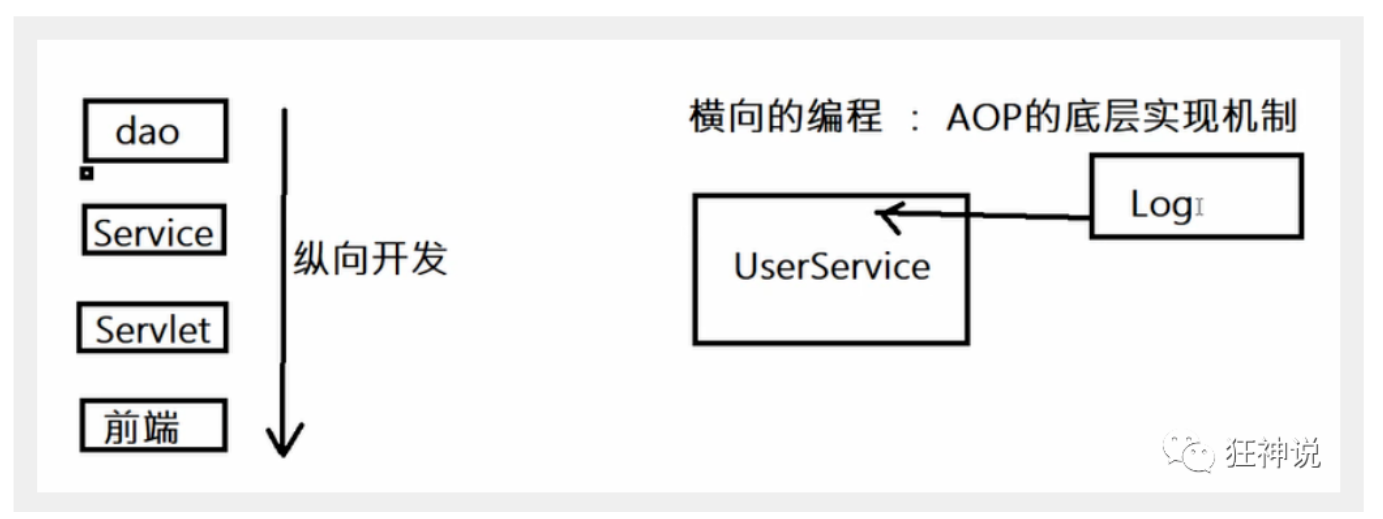 dao
Service
Servlet
前端
纵向开发
横向的编程 : AOP的底层实现机制
Log
UserService
狂神说